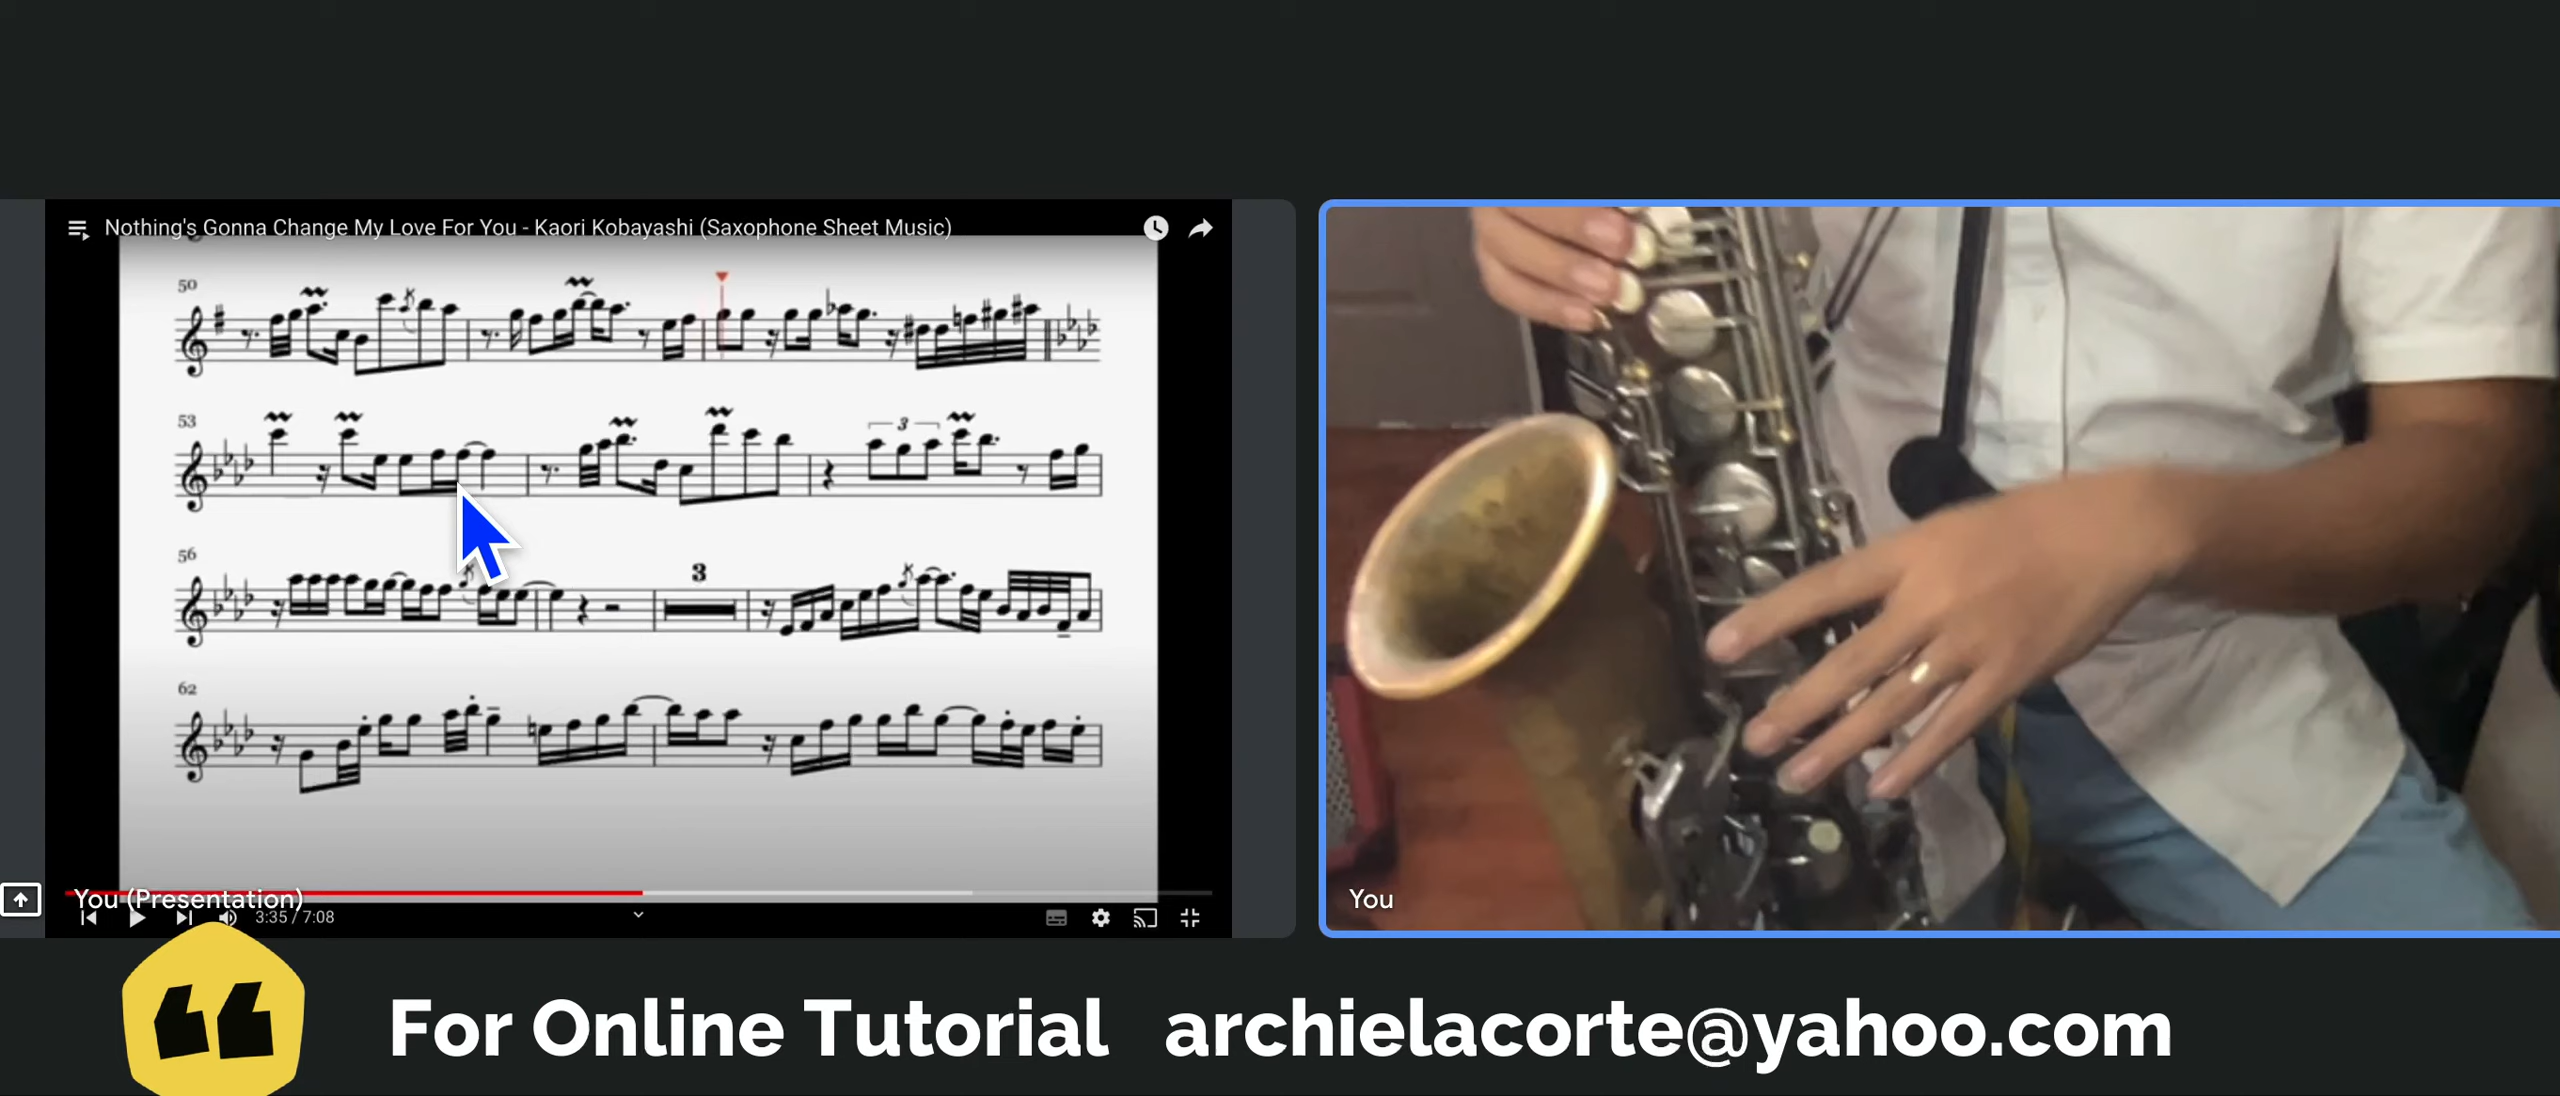 Nothing's Gonna Change My Love For You - Kaori Kobayashi (Saxophone Sheet Music)
50
53
3
56
3
62
You (Presentation)
3:35 / 7:08
You
For Online Tutorial archielacorte@yahoo.com